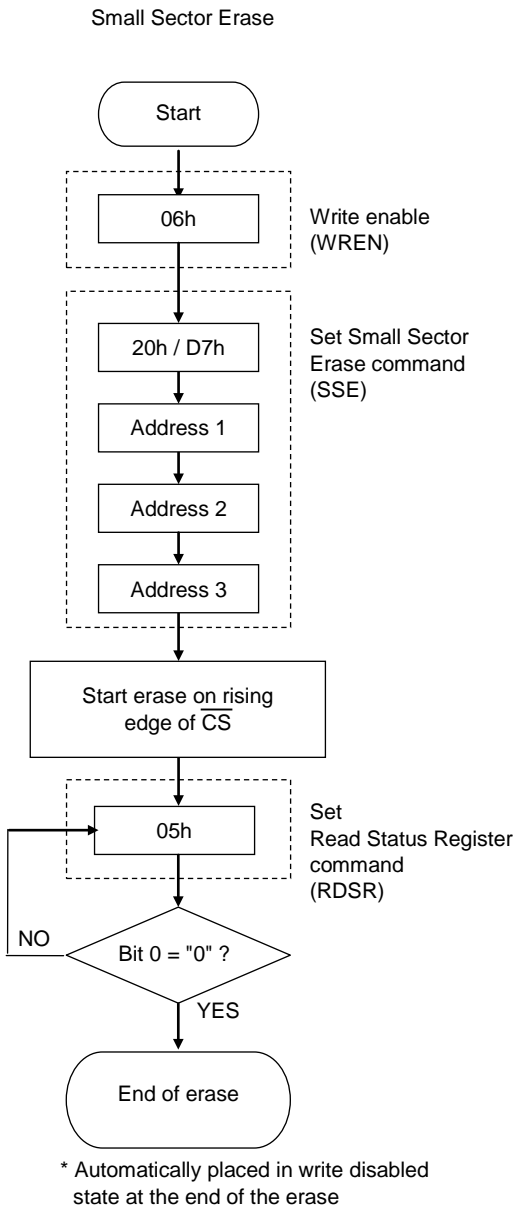 Small Sector Erase
Start
06h
Write enable
(WREN)
20h / D7h
Set Small Sector
Erase command
(SSE)
Address 1
Address 2
Address 3
Start erase on rising
edge of C̅S̅
05h
Set
Read Status Register
command
(RDSR)
NO
Bit 0 = "0" ?
YES
End of erase
* Automatically placed in write disabled
state at the end of the erase